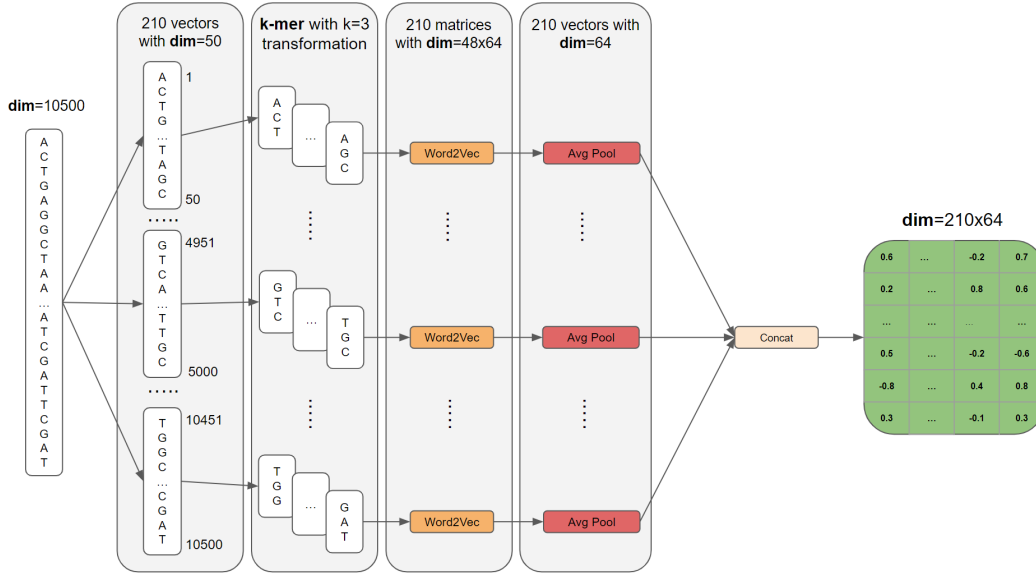 dim=10500
A
C
T
G
A
G
G
C
T
A
A
...
A
T
C
G
A
T
T
C
G
A
T
210 vectors
with dim=50
A
C
T
G
...
T
A
G
C
1
50
.....
G
T
C
A
...
T
T
G
C
4951
5000
.....
T
G
G
C
...
C
G
A
T
10451
10500
k-mer with k=3
transformation
A
C
T
...
A
G
C
.....
G
T
C
...
T
G
C
.....
T
G
G
...
G
A
T
210 matrices
with dim=48x64
Word2Vec
.....
Word2Vec
.....
Word2Vec
210 vectors with
dim=64
Avg Pool
.....
Avg Pool
.....
Avg Pool
Concat
dim=210x64
0.6 ... -0.2 0.7
0.2 ... 0.8 0.6
... ... ... ...
0.5 ... -0.2 -0.6
-0.8 ... 0.4 0.8
0.3 ... -0.1 0.3